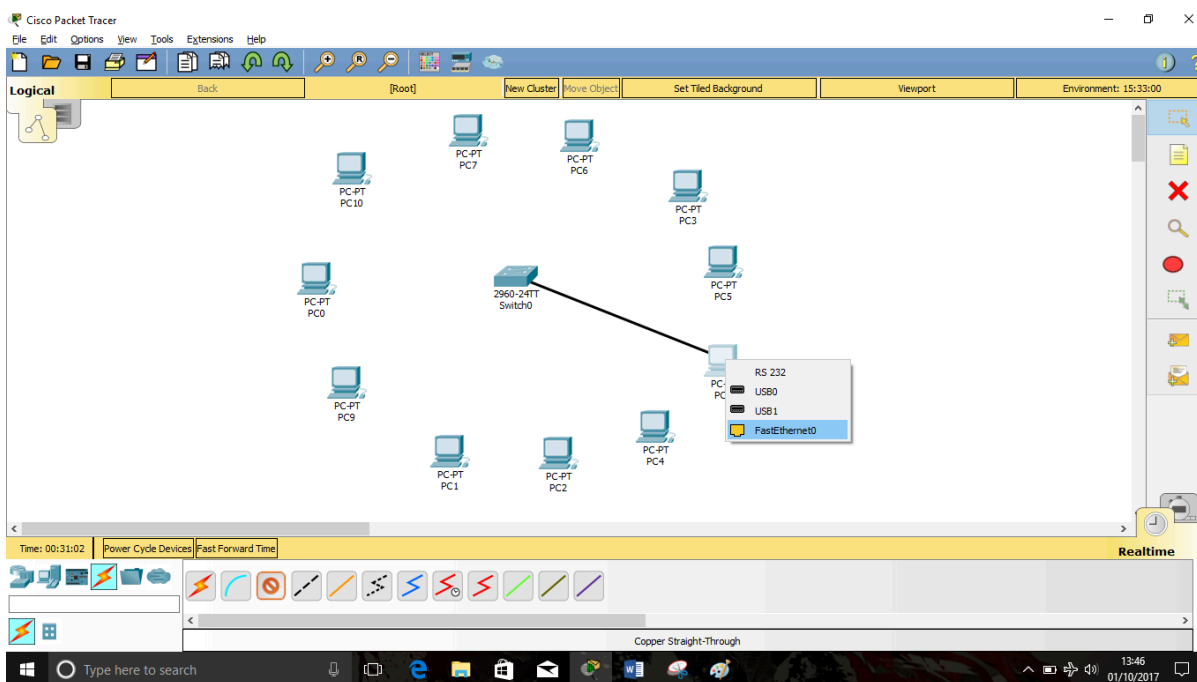 Cisco Packet Tracer
File Edit Options View Tools Extensions Help
Logical Back [Root] New Cluster Move Object Set Tiled Background Viewport Environment: 15:33:00
PC-PT
PC7
PC-PT
PC6
PC-PT
PC10
PC-PT
PC3
PC-PT
PC5
2960-24TT
Switch0
PC-PT
PC0
PC-
PC
RS 232
USB0
USB1
FastEthernet0
PC-PT
PC9
PC-PT
PC4
PC-PT
PC1
PC-PT
PC2
Time: 00:31:02 Power Cycle Devices Fast Forward Time Realtime
Copper Straight-Through
Type here to search
13:46
01/10/2017